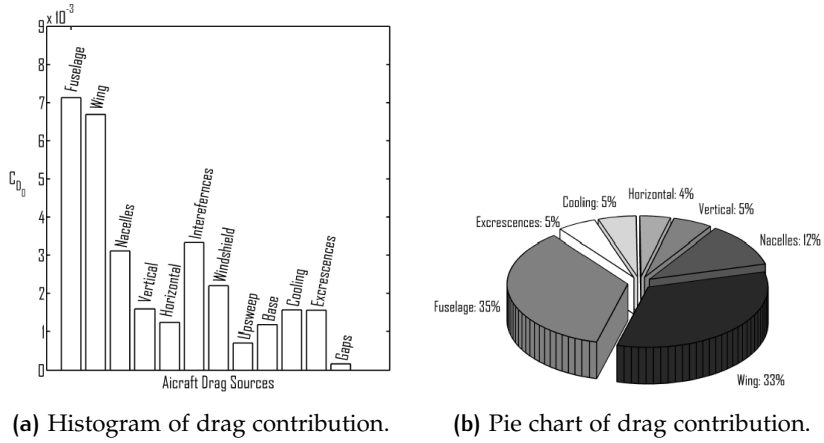 9 x 10-3
8
7
6
5
4
3
2
1
0
CD0
Fuselage
Wing
Nacelles
Vertical
Horizontal
Interefernces
Windshield
Upsweep
Base
Cooling
Excrescences
Gaps
Aicraft Drag Sources
(a) Histogram of drag contribution.
Horizontal: 4%
Cooling: 5%
Vertical: 5%
Excrescences: 5%
Nacelles: 12%
Fuselage: 35%
Wing: 33%
(b) Pie chart of drag contribution.